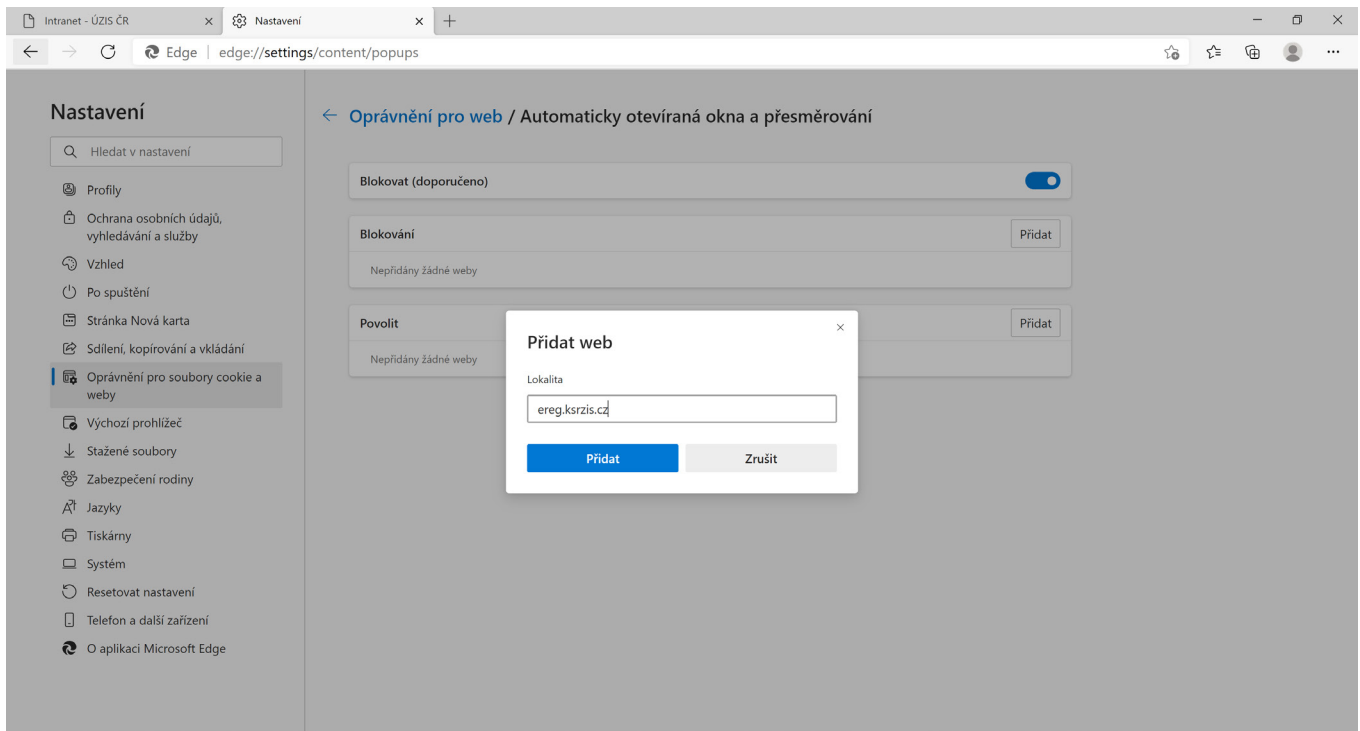 Intranet - ÚZIS ČR
Nastavení
Edge | edge://settings/content/popups
Nastavení
Hledat v nastavení
Profily
Ochrana osobních údajů,
vyhledávání a služby
Vzhled
Po spuštění
Stránka Nová karta
Sdílení, kopírování a vkládání
Oprávnění pro soubory cookie a
weby
Výchozí prohlížeč
Stažené soubory
Zabezpečení rodiny
Jazyky
Tiskárny
Systém
Resetovat nastavení
Telefon a další zařízení
O aplikaci Microsoft Edge
Oprávnění pro web / Automaticky otevíraná okna a přesměrování
Blokovat (doporučeno)
Blokování
Přidat
Nepřidány žádné weby
Povolit
Přidat
Nepřidány žádné weby
Přidat web
Lokalita
ereg.ksrzis.cz
Přidat
Zrušit